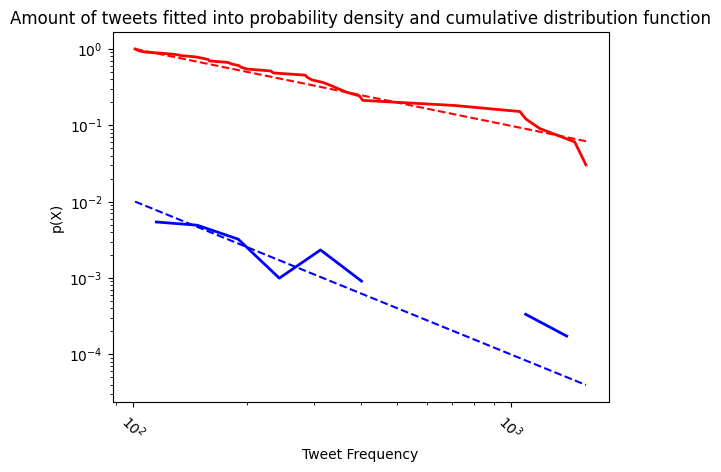 Amount of tweets fitted into probability density and cumulative distribution function
10⁰
10⁻¹
10⁻²
10⁻³
10⁻⁴
p(X)
10²
10³
Tweet Frequency